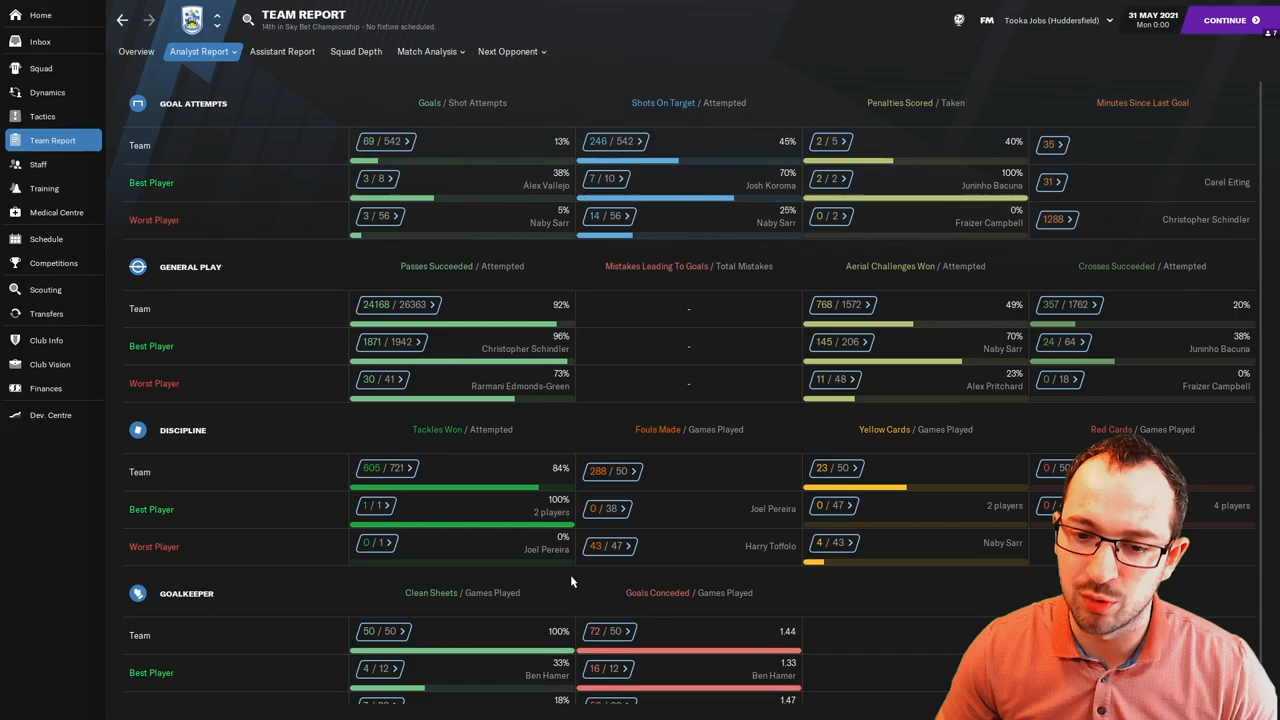 Home
Inbox
Squad
Dynamics
Tactics
Team Report
Staff
Training
Medical Centre
Schedule
Competitions
Scouting
Transfers
Club Info
Club Vision
Finances
Dev. Centre
TEAM REPORT
14th in Sky Bet Championship - No fixture scheduled.
FM
Tooka Jobs (Huddersfield)
31 MAY 2021
Mon 0:00
CONTINUE
7
Overview
Analyst Report
Assistant Report
Squad Depth
Match Analysis
Next Opponent
GOAL ATTEMPTS
Goals / Shot Attempts
Shots On Target / Attempted
Penalties Scored / Taken
Minutes Since Last Goal
Team
69 / 542
13%
246 / 542
45%
2 / 5
40%
35
Best Player
3 / 8
38%
Álex Vallejo
7 / 10
70%
Josh Koroma
2 / 2
100%
Juninho Bacuna
31
Carel Eiting
Worst Player
3 / 56
5%
Naby Sarr
14 / 56
25%
Naby Sarr
0 / 2
0%
Fraizer Campbell
1288
Christopher Schindler
GENERAL PLAY
Passes Succeeded / Attempted
Mistakes Leading To Goals / Total Mistakes
Aerial Challenges Won / Attempted
Crosses Succeeded / Attempted
Team
24168 / 26363
92%
-
768 / 1572
49%
357 / 1762
20%
Best Player
1871 / 1942
96%
Christopher Schindler
-
145 / 206
70%
Naby Sarr
24 / 64
38%
Juninho Bacuna
Worst Player
30 / 41
73%
Rarmani Edmonds-Green
-
11 / 48
23%
Alex Pritchard
0 / 18
0%
Fraizer Campbell
DISCIPLINE
Tackles Won / Attempted
Fouls Made / Games Played
Yellow Cards / Games Played
Red Cards / Games Played
Team
605 / 721
84%
288 / 50
23 / 50
0 / 50
Best Player
1 / 1
100%
2 players
0 / 38
Joel Pereira
0 / 47
2 players
4 players
Worst Player
0 / 1
0%
Joel Pereira
43 / 47
Harry Toffolo
4 / 43
Naby Sarr
GOALKEEPER
Clean Sheets / Games Played
Goals Conceded / Games Played
Team
50 / 50
100%
72 / 50
1.44
Best Player
4 / 12
33%
Ben Hamer
16 / 12
1.33
Ben Hamer
18%
1.47